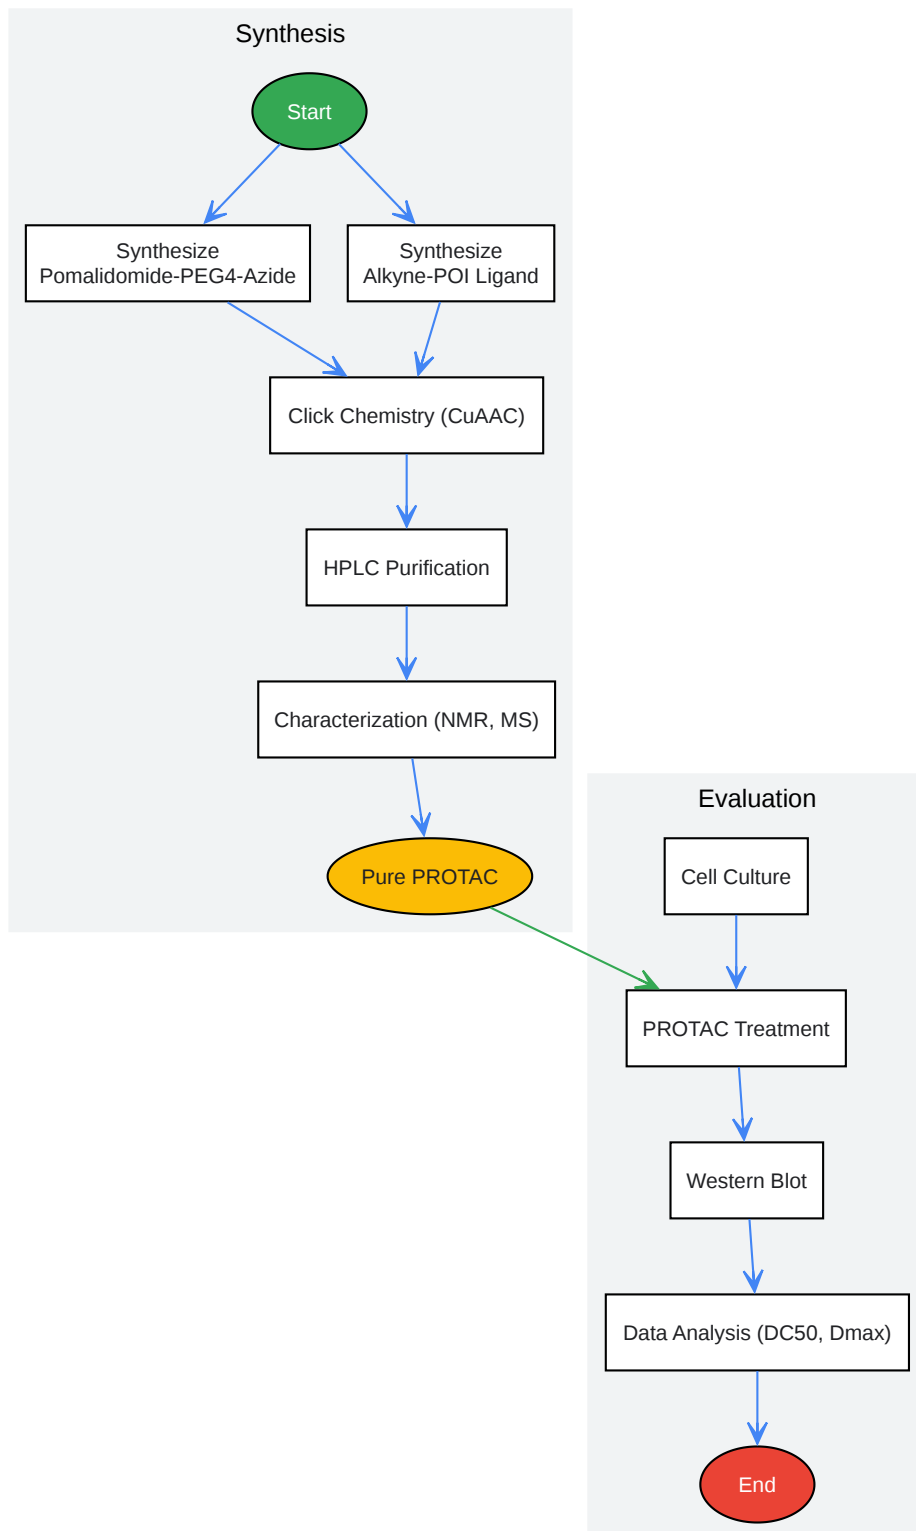 Synthesis
Start
Synthesize
Pomalidomide-PEG4-Azide
Synthesize
Alkyne-POI Ligand
Click Chemistry (CuAAC)
HPLC Purification
Characterization (NMR, MS)
Pure PROTAC
Evaluation
Cell Culture
PROTAC Treatment
Western Blot
Data Analysis (DC50, Dmax)
End